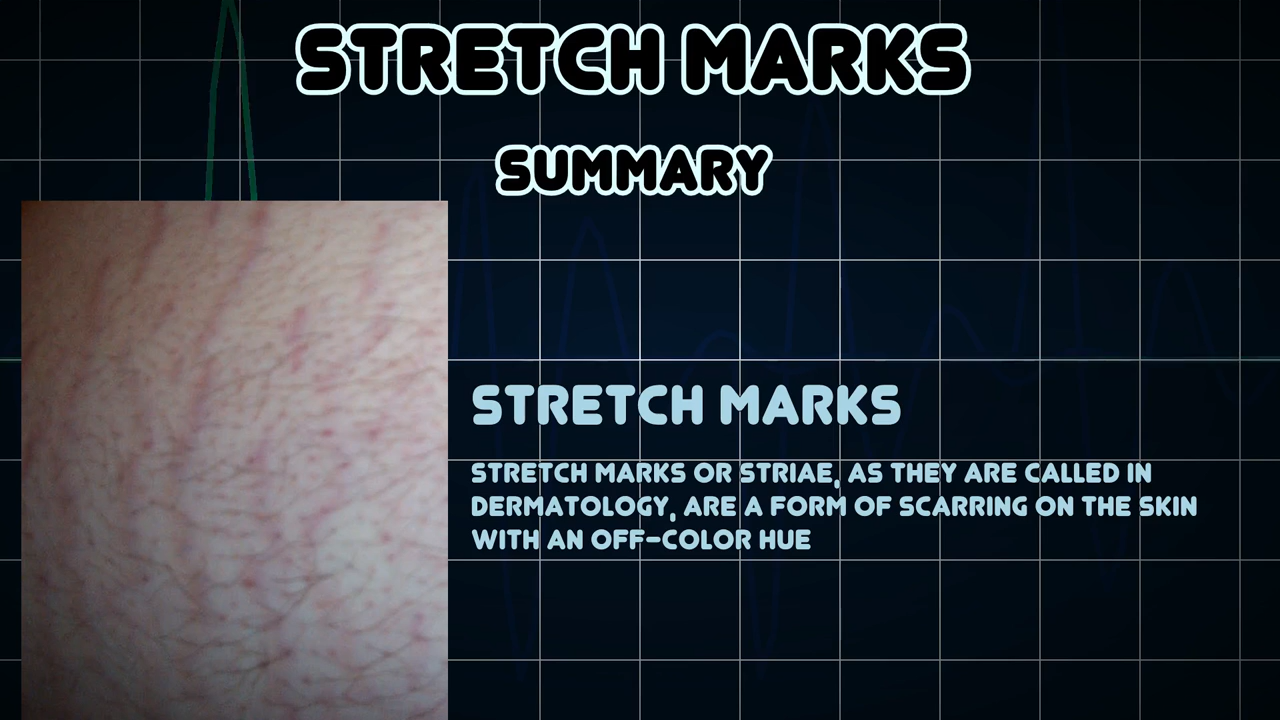 STRETCH MARKS
SUMMARY
STRETCH MARKS
STRETCH MARKS OR STRIAE, AS THEY ARE CALLED IN
DERMATOLOGY, ARE A FORM OF SCARRING ON THE SKIN
WITH AN OFF-COLOR HUE